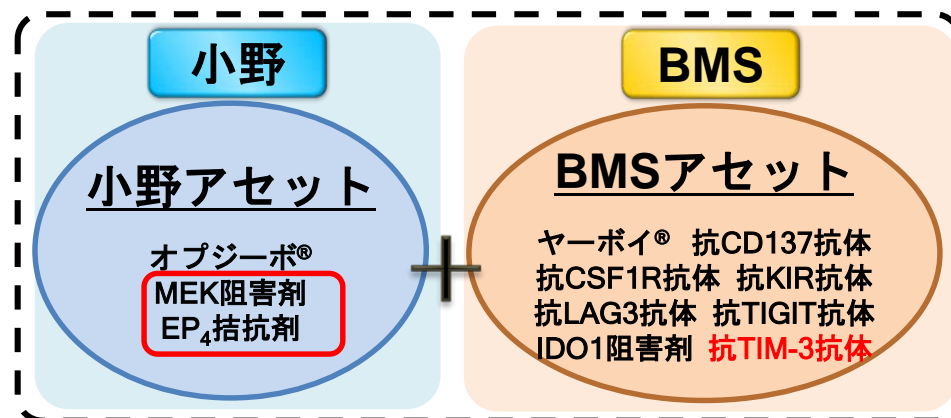 小野
小野アセット
オプジーボ®
MEK阻害剤
EP4拮抗剤
+
BMS
BMSアセット
ヤーボイ® 抗CD137抗体
抗CSF1R抗体 抗KIR抗体
抗LAG3抗体 抗TIGIT抗体
IDO1阻害剤 抗TIM-3抗体